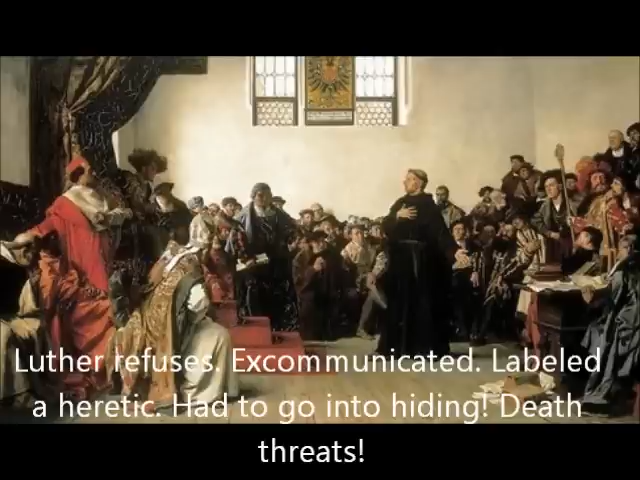 Luther refuses. Excommunicated. Labeled
a heretic. Had to go into hiding! Death
threats!